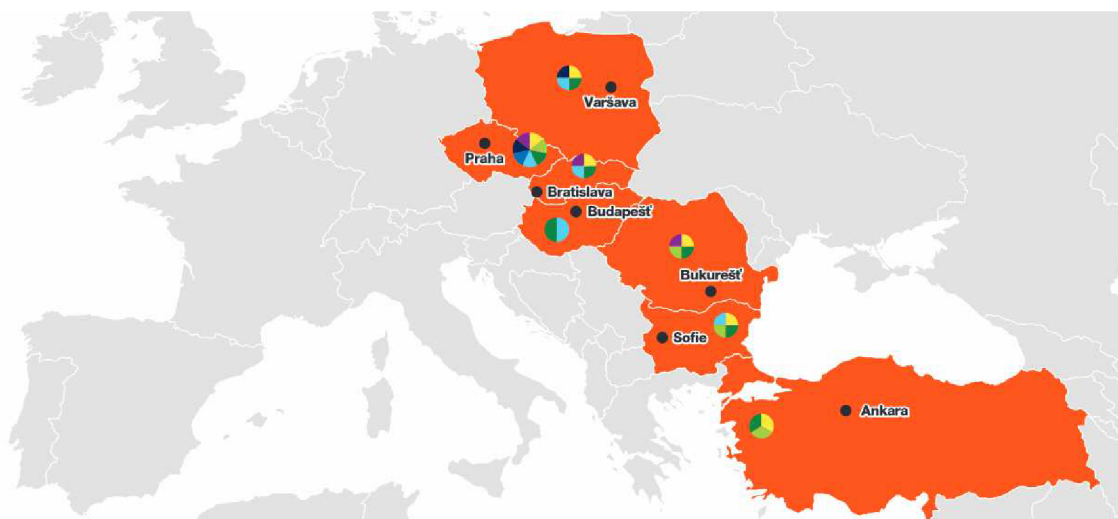 Varšava
Praha
Bratislava
Budapešť
Bukurešť
Sofie
Ankara